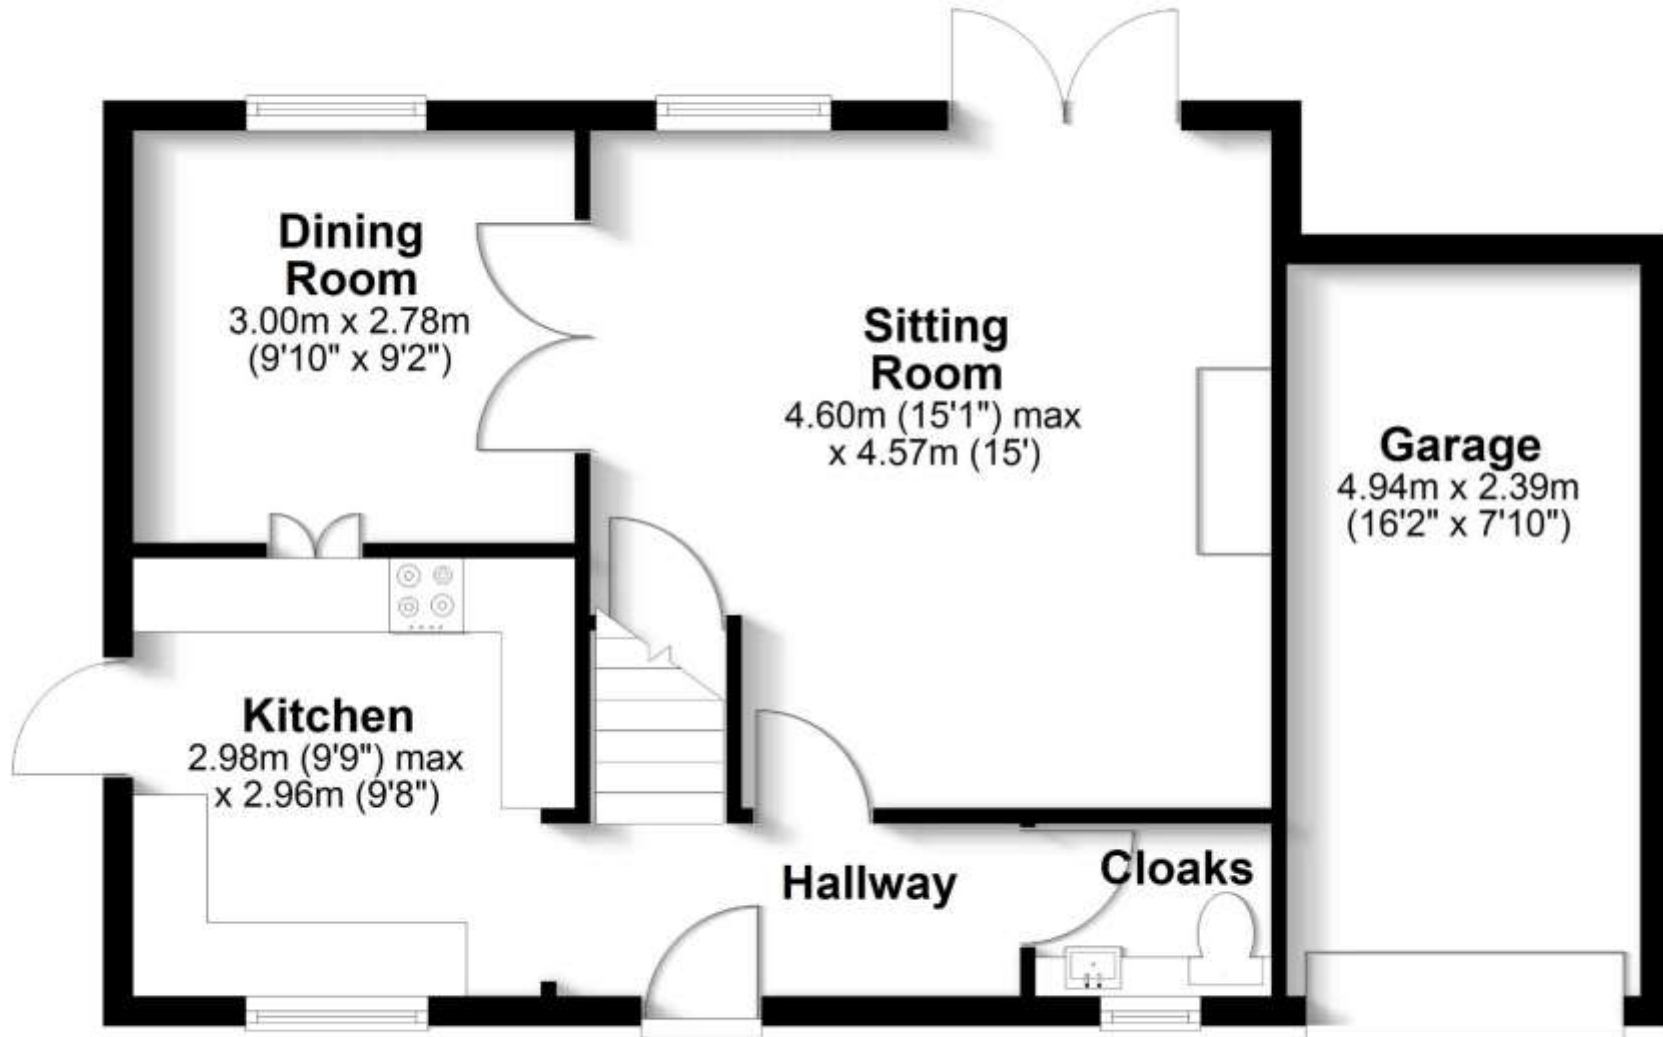 Dining
Room
3.00m x 2.78m
(9'10" x 9'2")
Sitting
Room
4.60m (15'1") max
x 4.57m (15')
Garage
4.94m x 2.39m
(16'2" x 7'10")
Kitchen
2.98m (9'9") max
x 2.96m (9'8")
Hallway
Cloaks